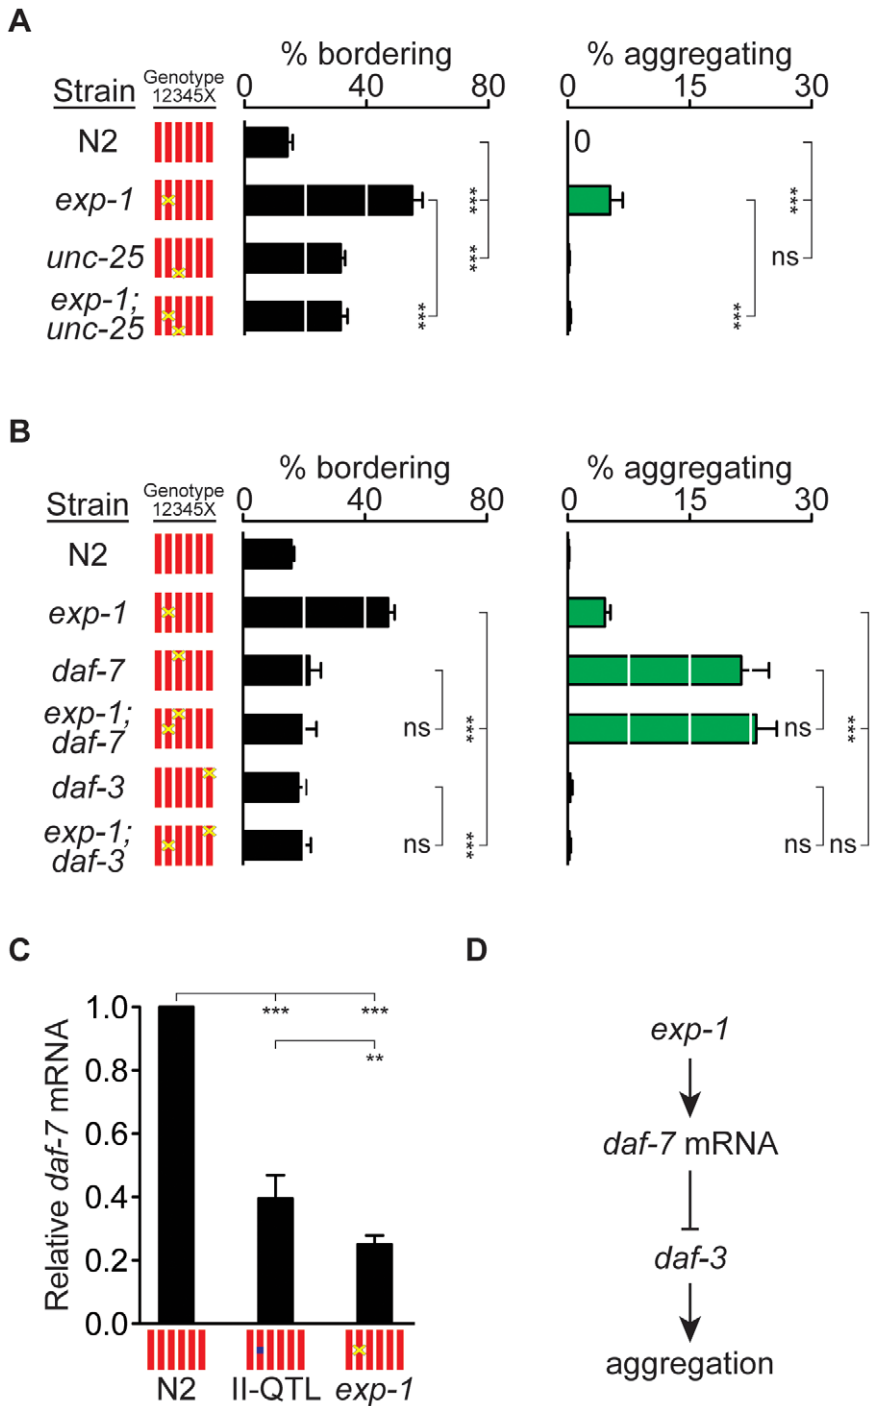 A
% bordering % aggregating
Strain Genotype 12345X 0 40 80 0 15 30
N2 0
exp-1 *** ***
unc-25 *** ns
exp-1; unc-25 *** ***
B
% bordering % aggregating
Strain Genotype 12345X 0 40 80 0 15 30
N2
exp-1
daf-7
exp-1; daf-7 ns *** ns ***
daf-3
exp-1; daf-3 ns *** ns ns
C
Relative daf-7 mRNA
1.0 *** ***
**
0.8
0.6
0.4
0.2
0.0
N2 II-QTL exp-1
D
exp-1
daf-7 mRNA
daf-3
aggregation